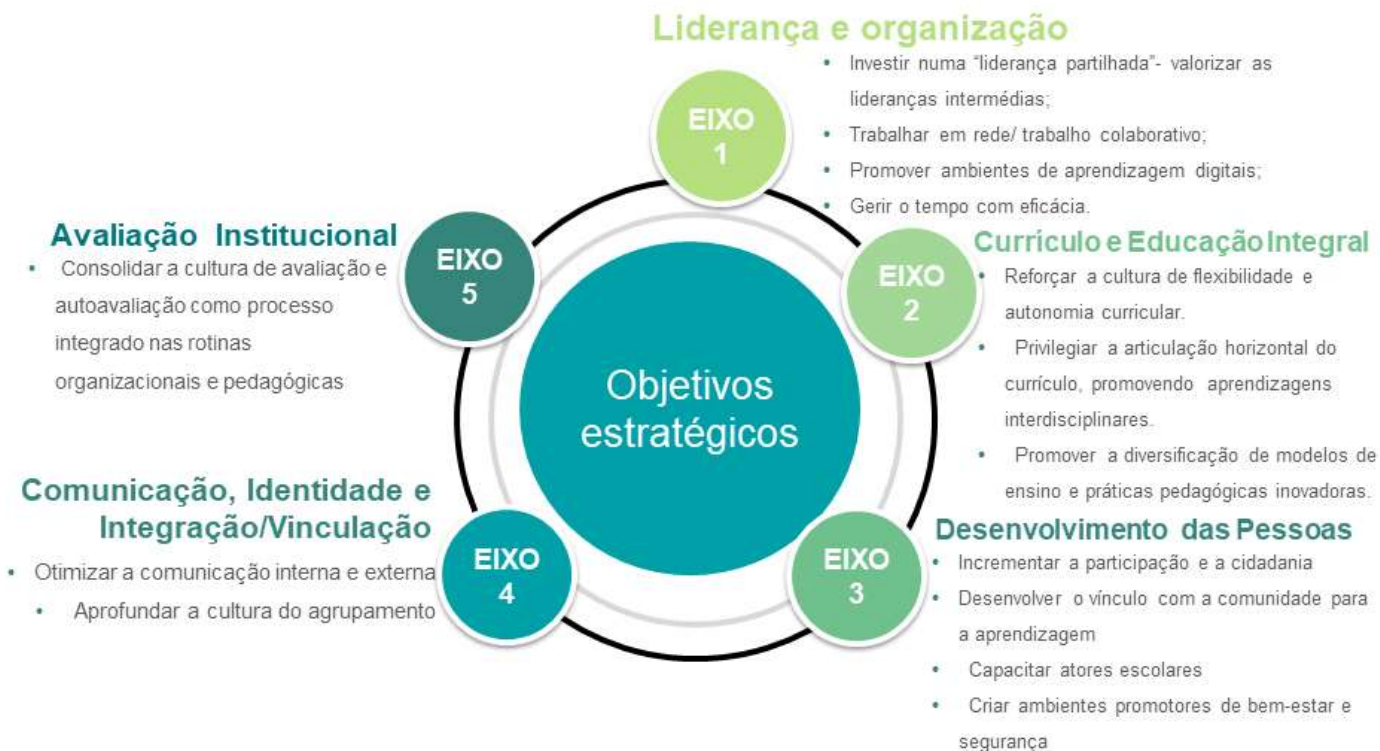 Liderança e organização
• Investir numa “liderança partilhada”- valorizar as
lideranças intermédias;
• Trabalhar em rede/ trabalho colaborativo;
• Promover ambientes de aprendizagem digitais;
• Gerir o tempo com eficácia.
EIXO
1
Currículo e Educação Integral
• Reforçar a cultura de flexibilidade e
autonomia curricular.
• Privilegiar a articulação horizontal do
currículo, promovendo aprendizagens
interdisciplinares.
• Promover a diversificação de modelos de
ensino e práticas pedagógicas inovadoras.
EIXO
2
Desenvolvimento das Pessoas
• Incrementar a participação e a cidadania
• Desenvolver o vínculo com a comunidade para
a aprendizagem
• Capacitar atores escolares
• Criar ambientes promotores de bem-estar e
segurança
EIXO
3
Comunicação, Identidade e
Integração/Vinculação
• Otimizar a comunicação interna e externa
• Aprofundar a cultura do agrupamento
EIXO
4
Avaliação Institucional
• Consolidar a cultura de avaliação e
autoavaliação como processo
integrado nas rotinas
organizacionais e pedagógicas
EIXO
5
Objetivos
estratégicos